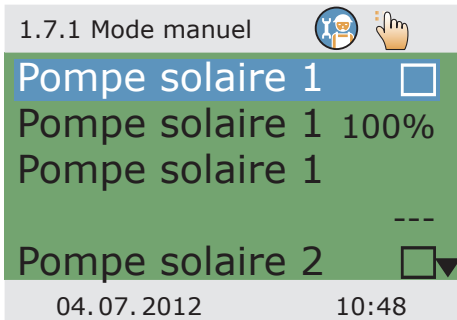 1.7.1 Mode manuel
Pompe solaire 1
Pompe solaire 1 100%
Pompe solaire 1
---
Pompe solaire 2
04.07.2012 10:48